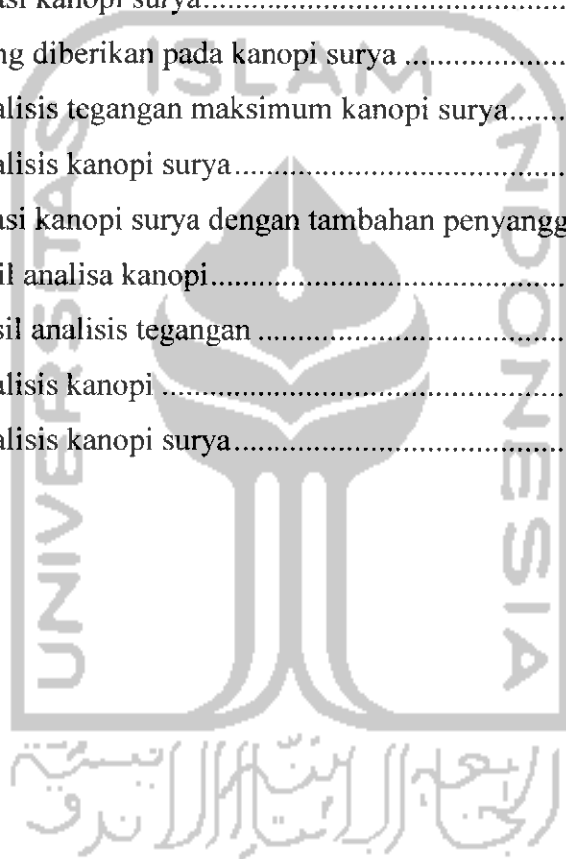 asi kanopi surya........................................
ng diberikan pada kanopi surya ..................
alisis tegangan maksimum kanopi surya.......
alisis kanopi surya.....................................
asi kanopi surya dengan tambahan penyangg
il analisa kanopi........................................
sil analisis tegangan ..................................
alisis kanopi ..............................................
alisis kanopi surya.....................................
ISLAM
UNIVERSITAS
INDONESIA